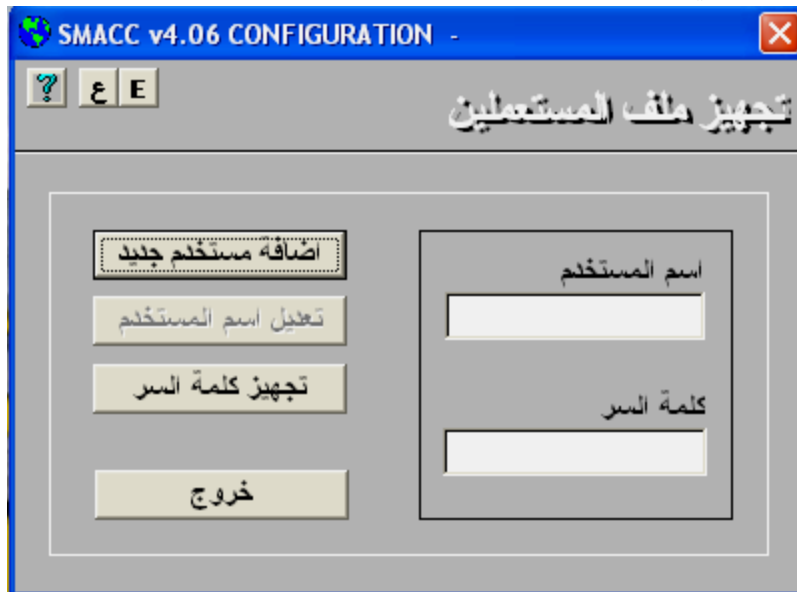 SMACC v4.06 CONFIGURATION -
? ع E
تجهيز ملف المستعملين
اسم المستخدم
كلمة السر
اضافة مستخدم جديد
تعديل اسم المستخدم
تجهيز كلمة السر
خروج